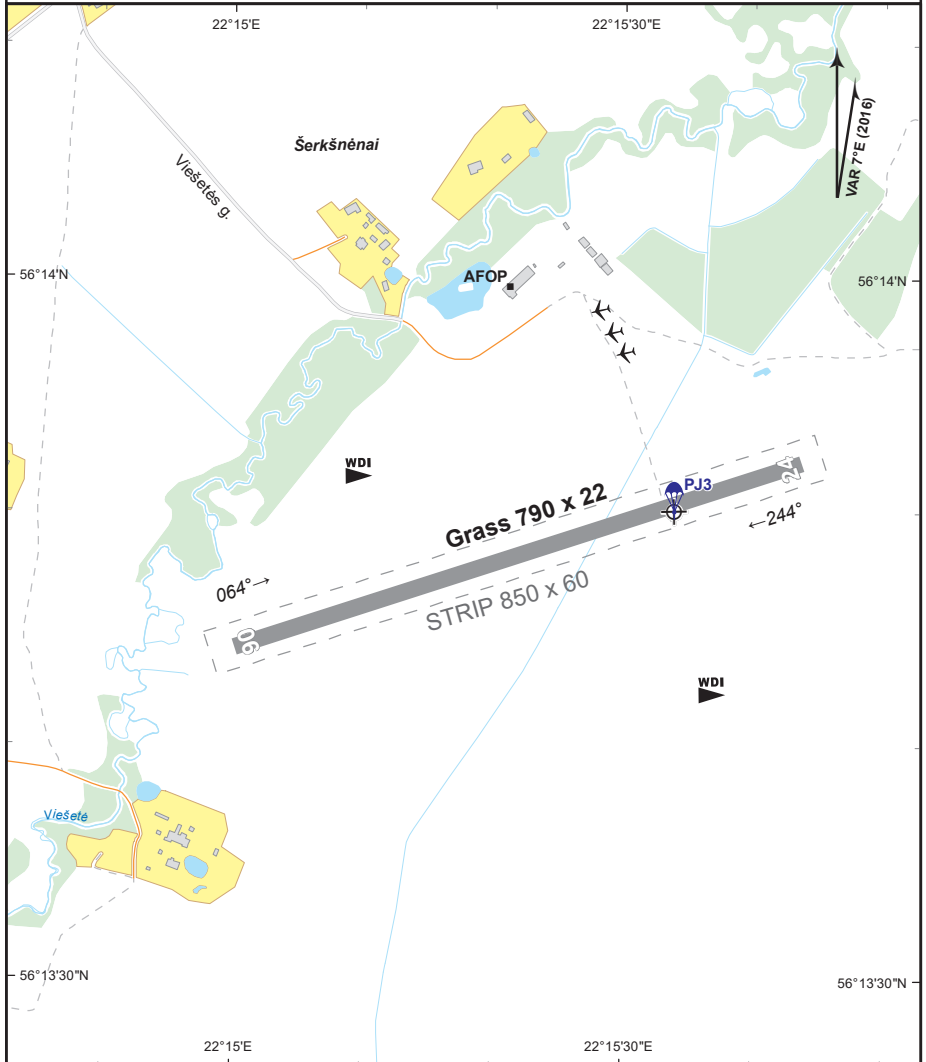 22°15'E
22°15'30"E
VAR 7°E (2016)
Šerkšnėnai
Viešetės g.
56°14'N
AFOP
56°14'N
WDI
24
PJ3
Grass 790 x 22
←244°
064°→
STRIP 850 x 60
06
WDI
Viešetė
56°13'30"N
56°13'30"N
22°15'E
22°15'30"E